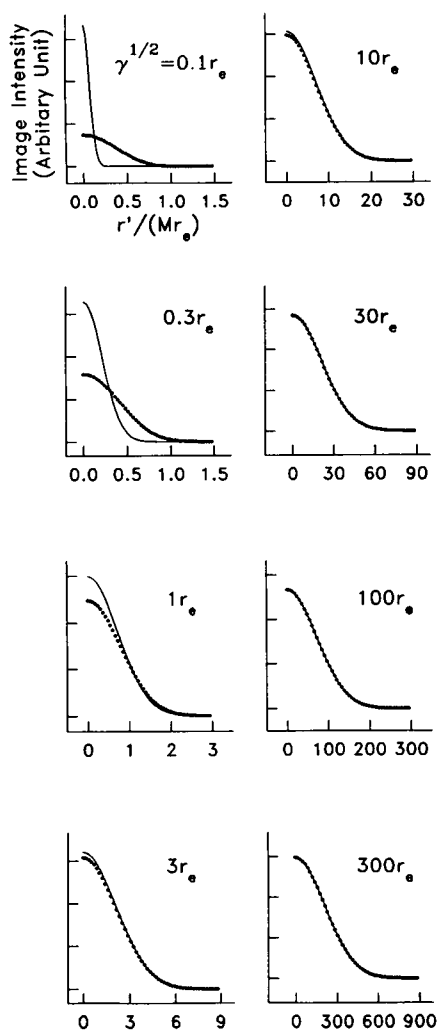 Image Intensity
(Arbitary Unit)
γ^1/2=0.1r_e
0.0 0.5 1.0 1.5
r'/(Mr_e)
10r_e
0 10 20 30
0.3r_e
0.0 0.5 1.0 1.5
30r_e
0 30 60 90
1r_e
0 1 2 3
100r_e
0 100 200 300
3r_e
0 3 6 9
300r_e
0 300 600 900